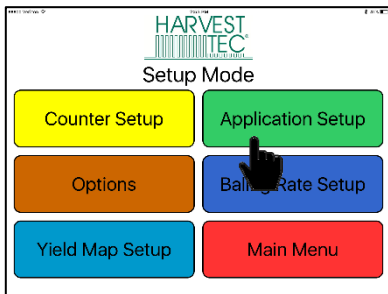 HARVEST
TEC
Setup Mode
Counter Setup
Application Setup
Options
Baling Rate Setup
Yield Map Setup
Main Menu